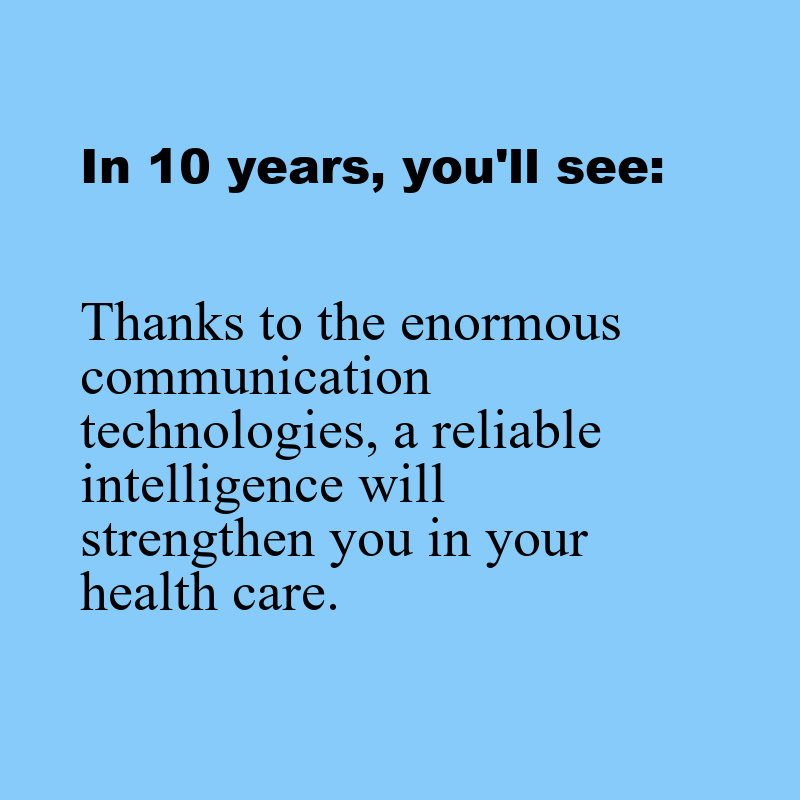 In 10 years, you'll see:
Thanks to the enormous
communication
technologies, a reliable
intelligence will
strengthen you in your
health care.